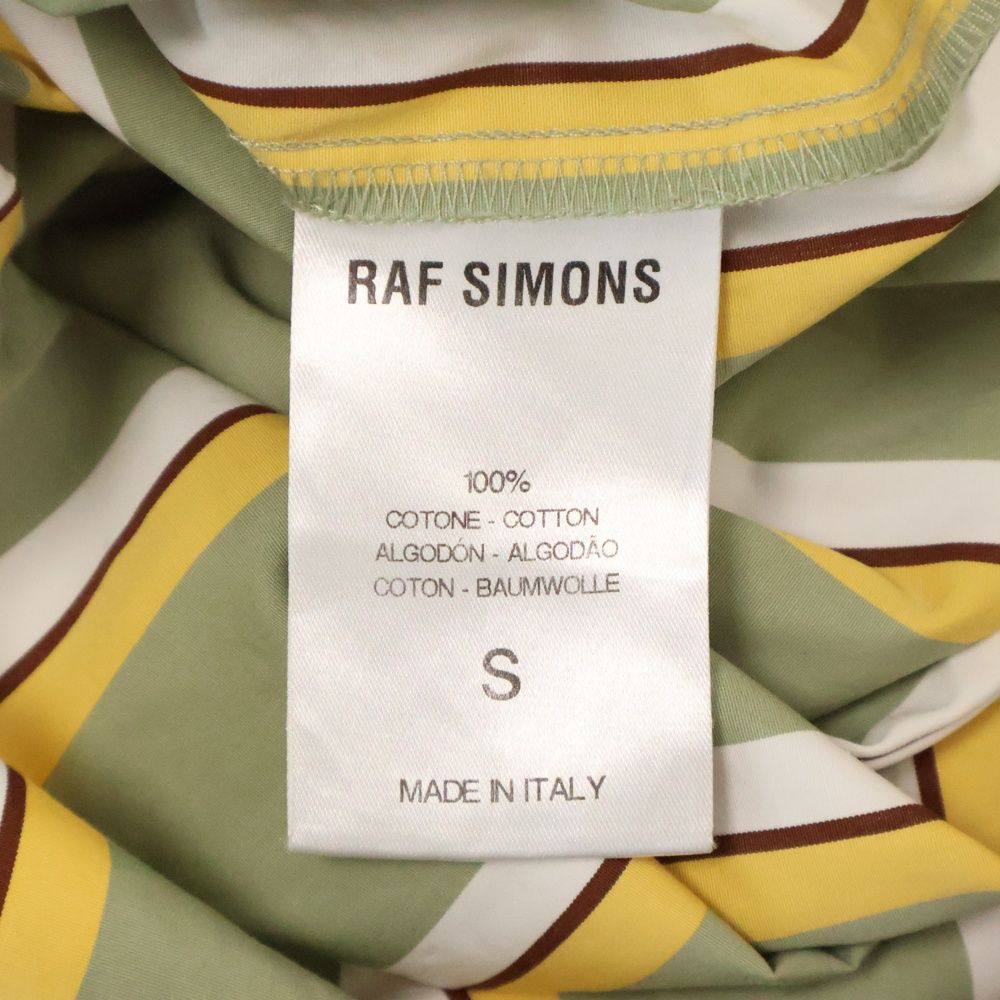 RAF SIMONS
100%
COTONE - COTTON
ALGODÓN - ALGODÃO
COTON - BAUMWOLLE
S
MADE IN ITALY